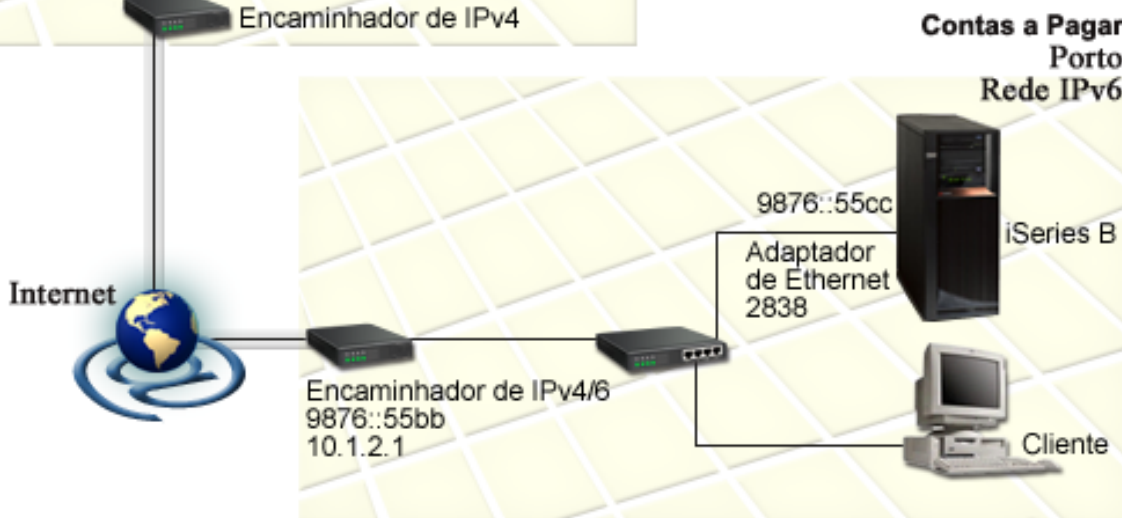 Encaminhador de IPv4
Contas a Pagar
Porto
Rede IPv6
9876::55cc
iSeries B
Adaptador
de Ethernet
2838
Internet
Encaminhador de IPv4/6
9876::55bb
10.1.2.1
Cliente